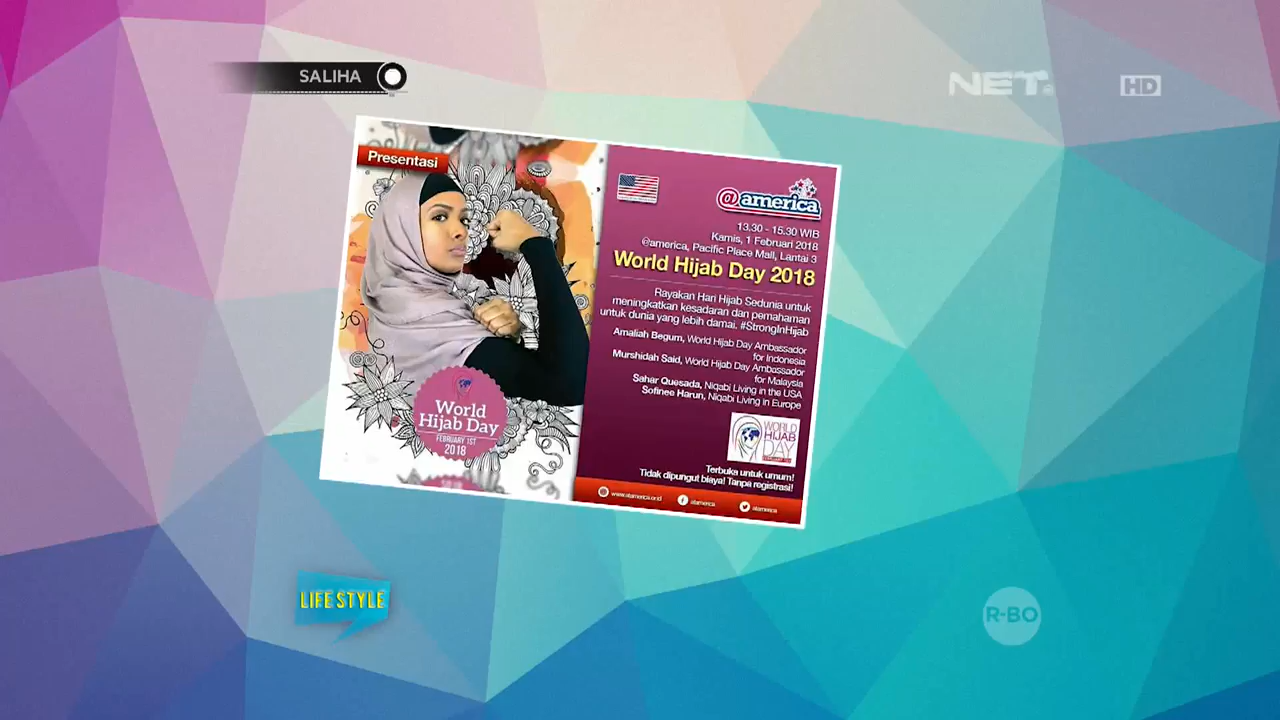 SALIHA
NET.
HD
Presentasi
World
Hijab Day
FEBRUARY 1ST
2018
@america
13.30 - 15.30 WIB
Kamis, 1 Februari 2018
@america, Pacific Place Mall, Lantai 3
World Hijab Day 2018
Rayakan Hari Hijab Sedunia untuk
meningkatkan kesadaran dan pemahaman
untuk dunia yang lebih damai. #StrongInHijab
Amaliah Begum, World Hijab Day Ambassador
for Indonesia
Murshidah Said, World Hijab Day Ambassador
for Malaysia
Sahar Quesada, Niqabi Living in the USA
Sofinee Harun, Niqabi Living in Europe
WORLD
HIJAB
DAY
Terbuka untuk umum!
Tidak dipungut biaya! Tanpa registrasi!
www.atamerica.or.id
atamerica
atamerica
LIFE STYLE
R-BO